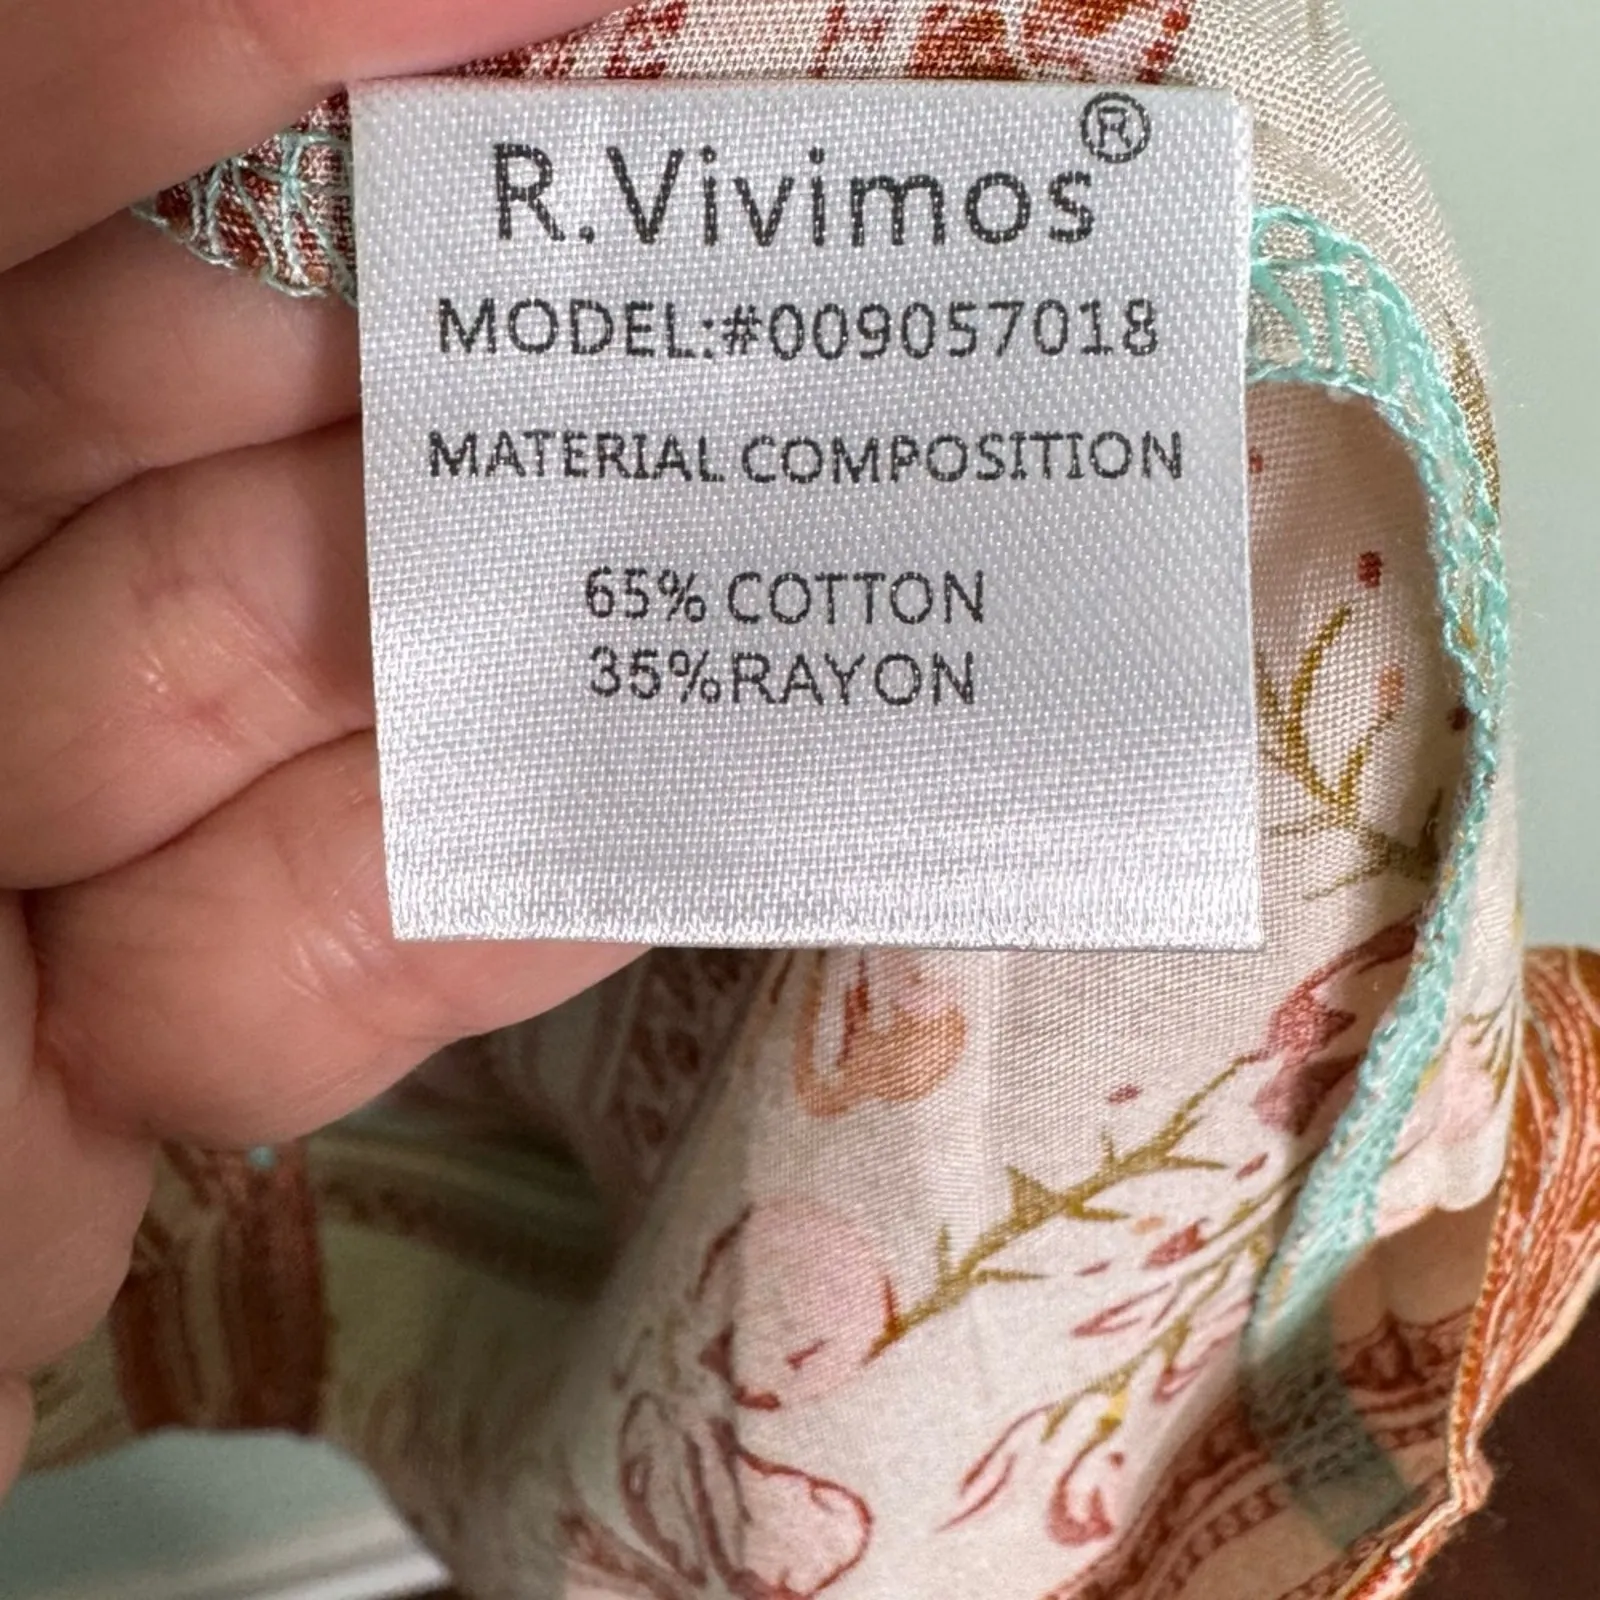 R.Vivimos®
MODEL:#009057018
MATERIAL COMPOSITION
65% COTTON
35%RAYON